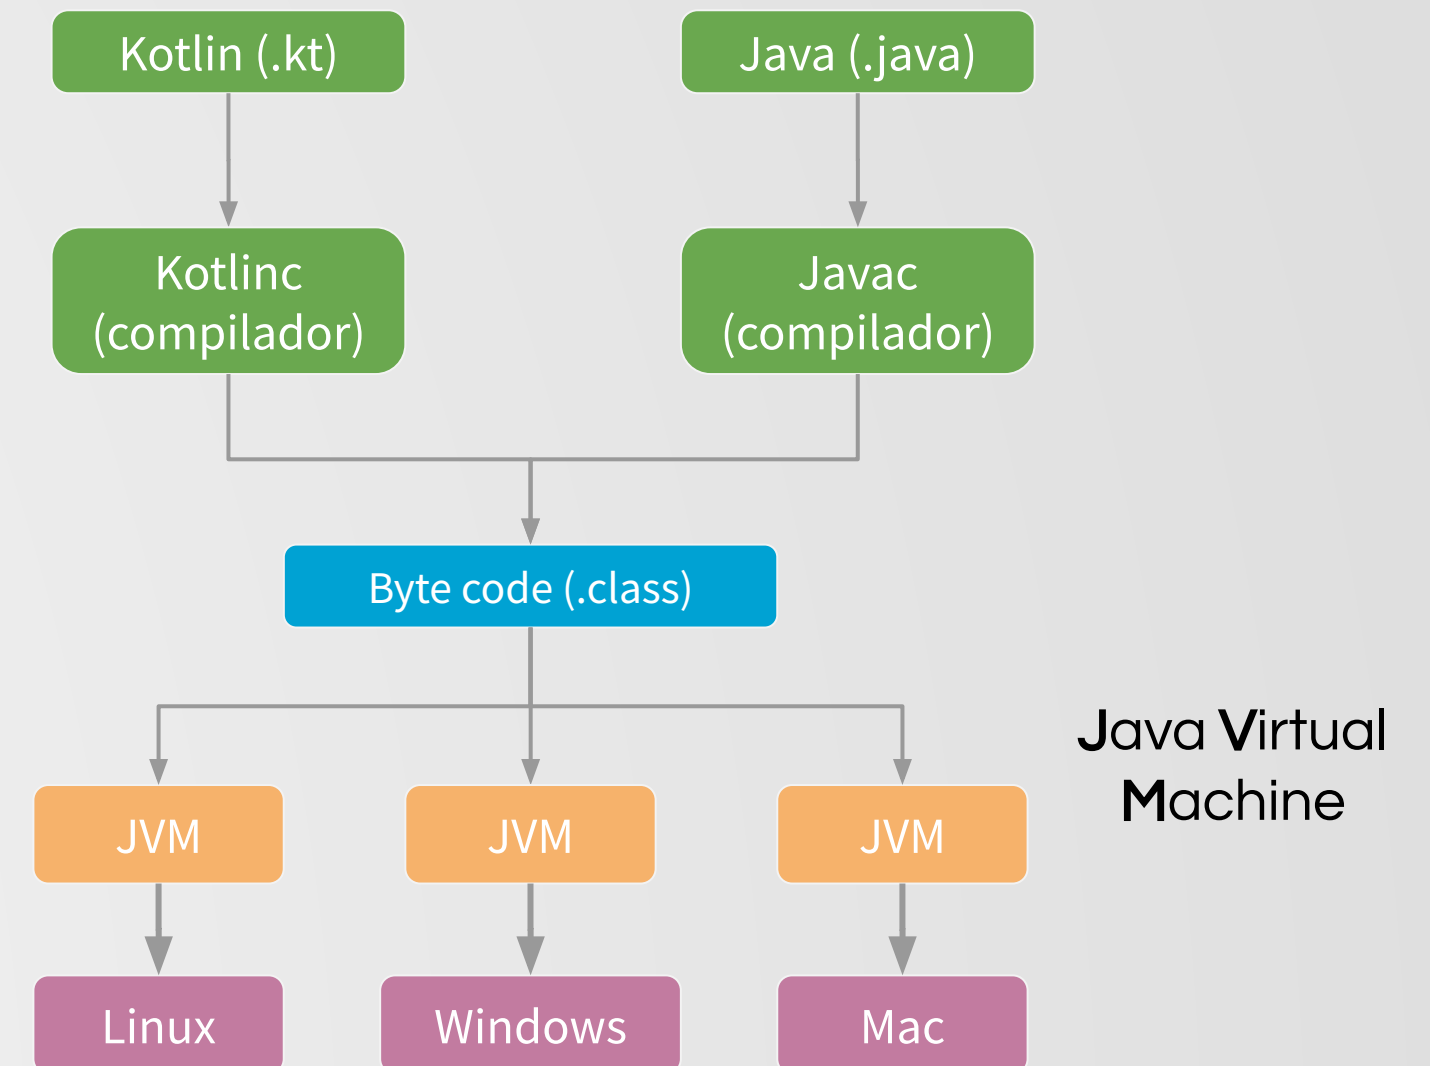 Kotlin (.kt)
Java (.java)
Kotlinc
(compilador)
Javac
(compilador)
Byte code (.class)
Java Virtual
Machine
JVM
JVM
JVM
Linux
Windows
Mac